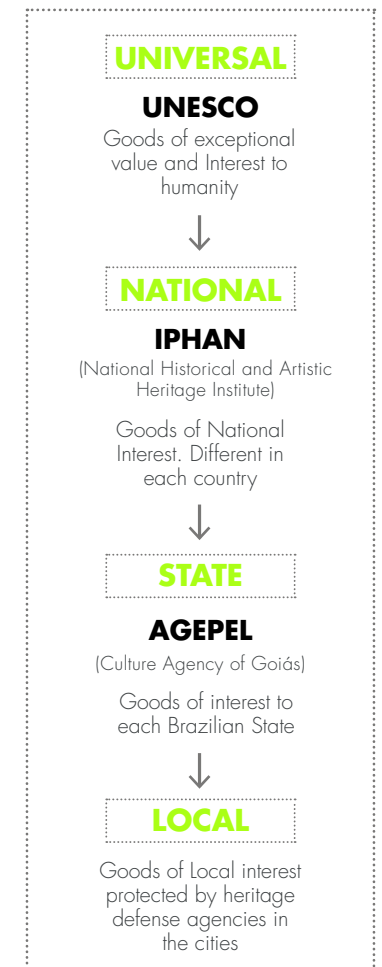 UNIVERSAL
UNESCO
Goods of exceptional
value and Interest to
humanity
NATIONAL
IPHAN
(National Historical and Artistic
Heritage Institute)
Goods of National
Interest. Different in
each country
STATE
AGEPEL
(Culture Agency of Goiás)
Goods of interest to
each Brazilian State
LOCAL
Goods of Local interest
protected by heritage
defense agencies in
the cities